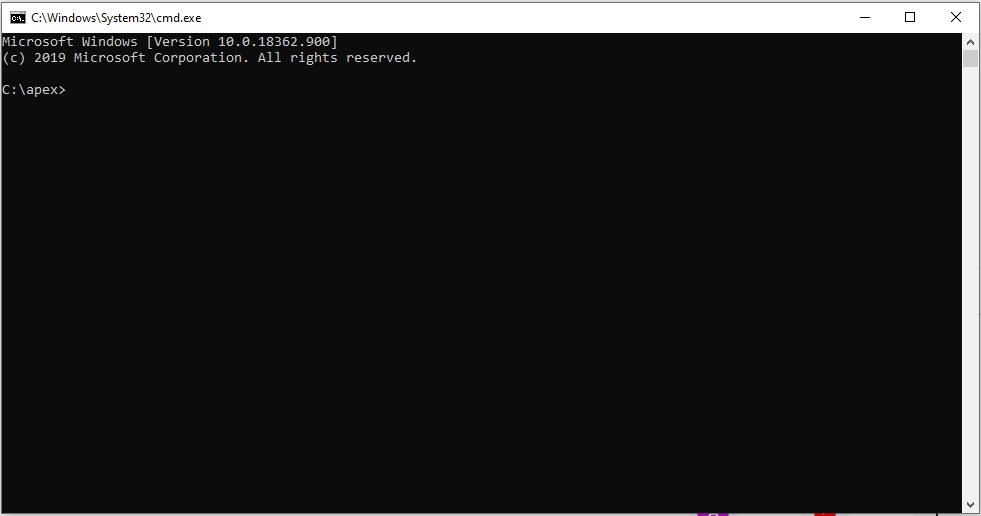 C:\Windows\System32\cmd.exe
Microsoft Windows [Version 10.0.18362.900]
(c) 2019 Microsoft Corporation. All rights reserved.
C:\apex>